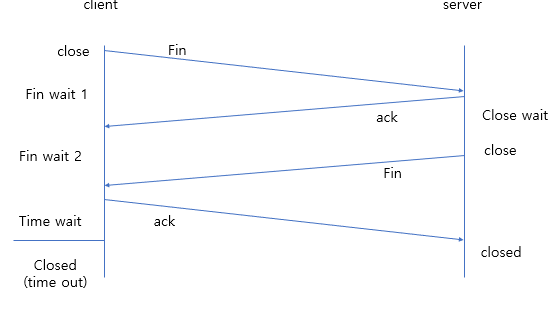 client
server
close
Fin
Fin wait 1
ack
Close wait
Fin wait 2
close
Fin
Time wait
ack
closed
Closed
(time out)